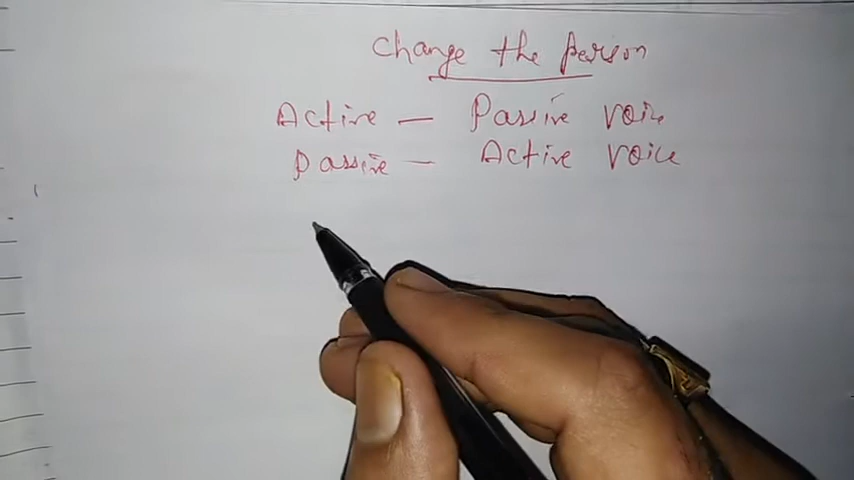 Change the person
Active — Passive voice
Passive — Active voice